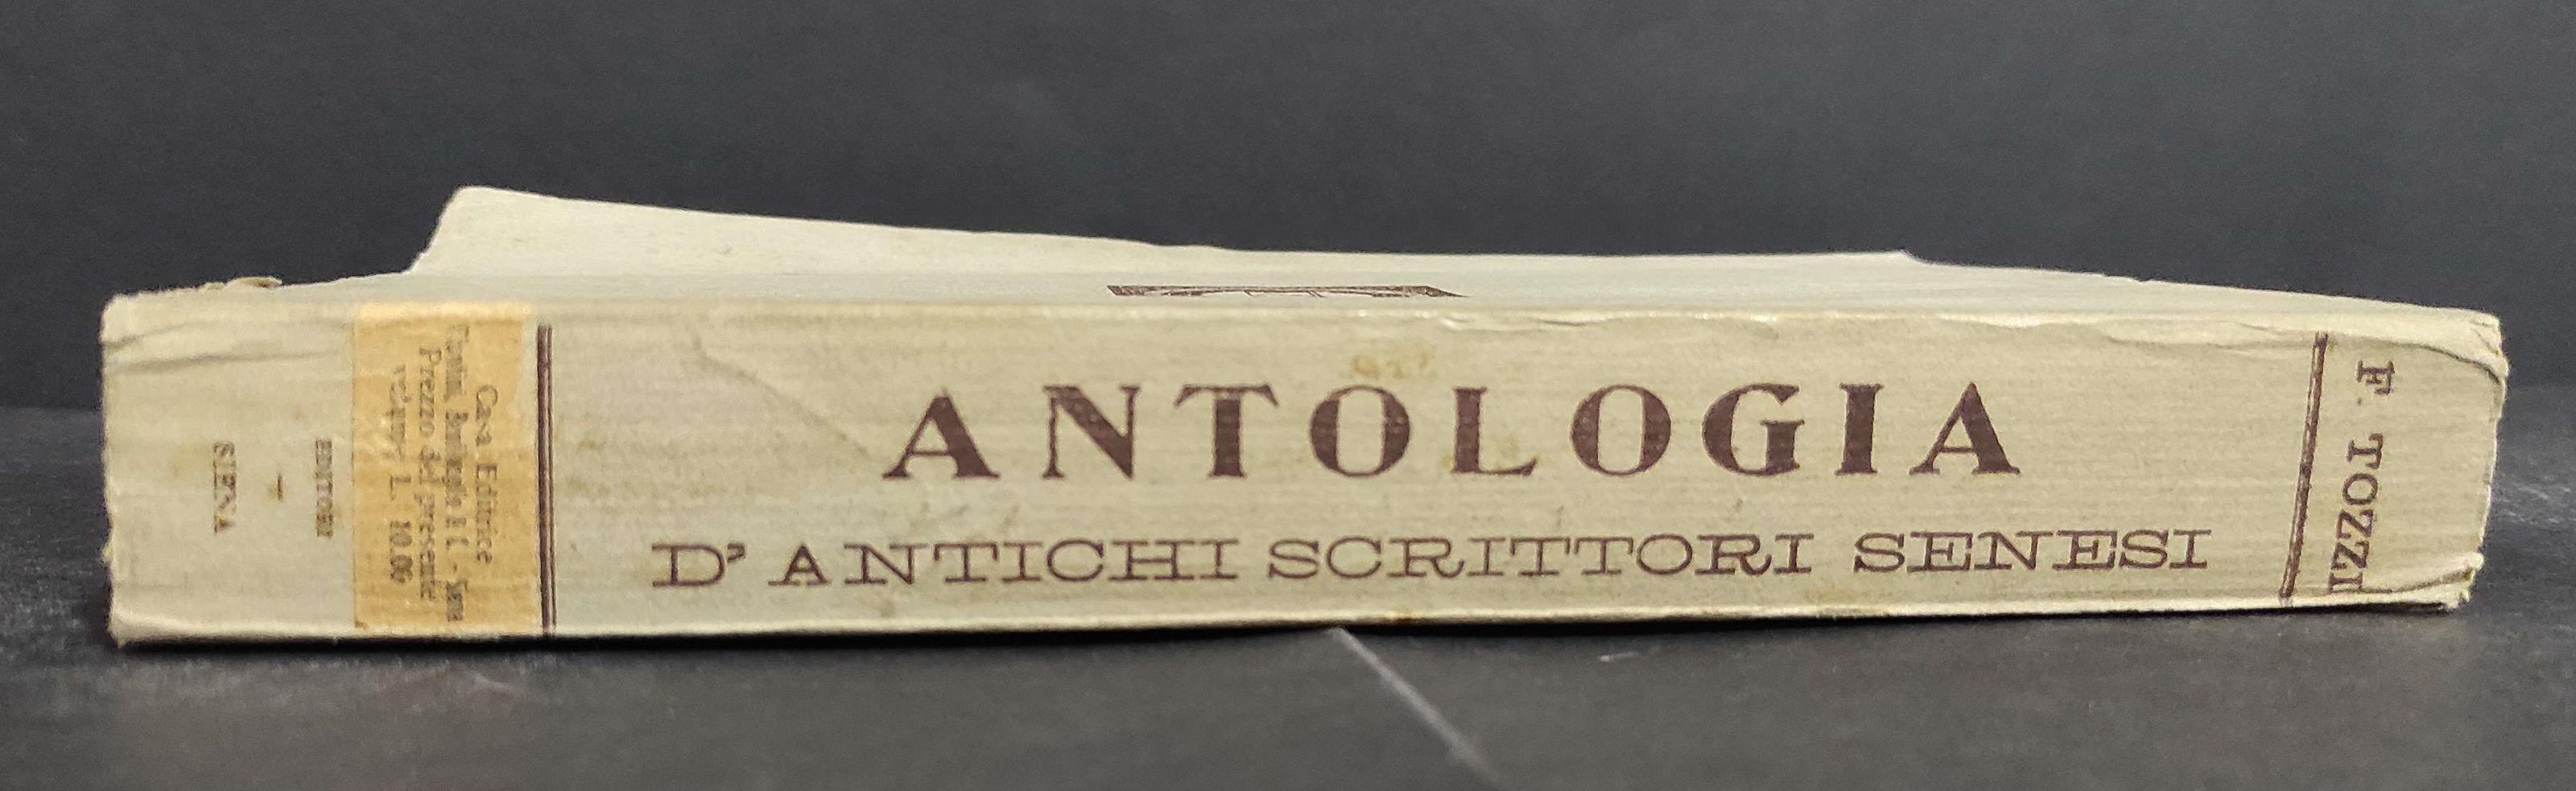 F. TOZZI
ANTOLOGIA
D' ANTICHI SCRITTORI SENESI
Casa Editrice
Prezzo del presente
volume L. 10.00
EDITORI
SIENA